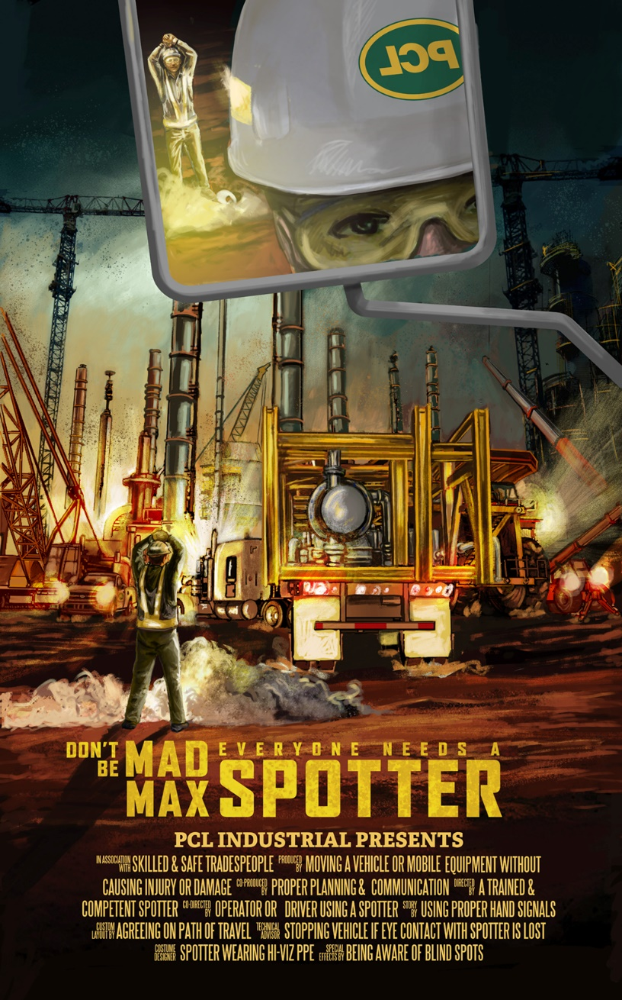 PCL
DON'T BE MAD MAX
EVERYONE NEEDS A
SPOTTER
PCL INDUSTRIAL PRESENTS
IN ASSOCIATION WITH SKILLED & SAFE TRADESPEOPLE PRODUCED BY MOVING A VEHICLE OR MOBILE EQUIPMENT WITHOUT
CAUSING INJURY OR DAMAGE CO-PRODUCED BY PROPER PLANNING & COMMUNICATION DIRECTED BY A TRAINED &
COMPETENT SPOTTER CO-DIRECTED BY OPERATOR OR DRIVER USING A SPOTTER STORY BY USING PROPER HAND SIGNALS
CUSTOM LAYOUT BY AGREEING ON PATH OF TRAVEL TECHNICAL ADVISOR STOPPING VEHICLE IF EYE CONTACT WITH SPOTTER IS LOST
COSTUME DESIGNER SPOTTER WEARING HI-VIZ PPE SPECIAL EFFECTS BY BEING AWARE OF BLIND SPOTS